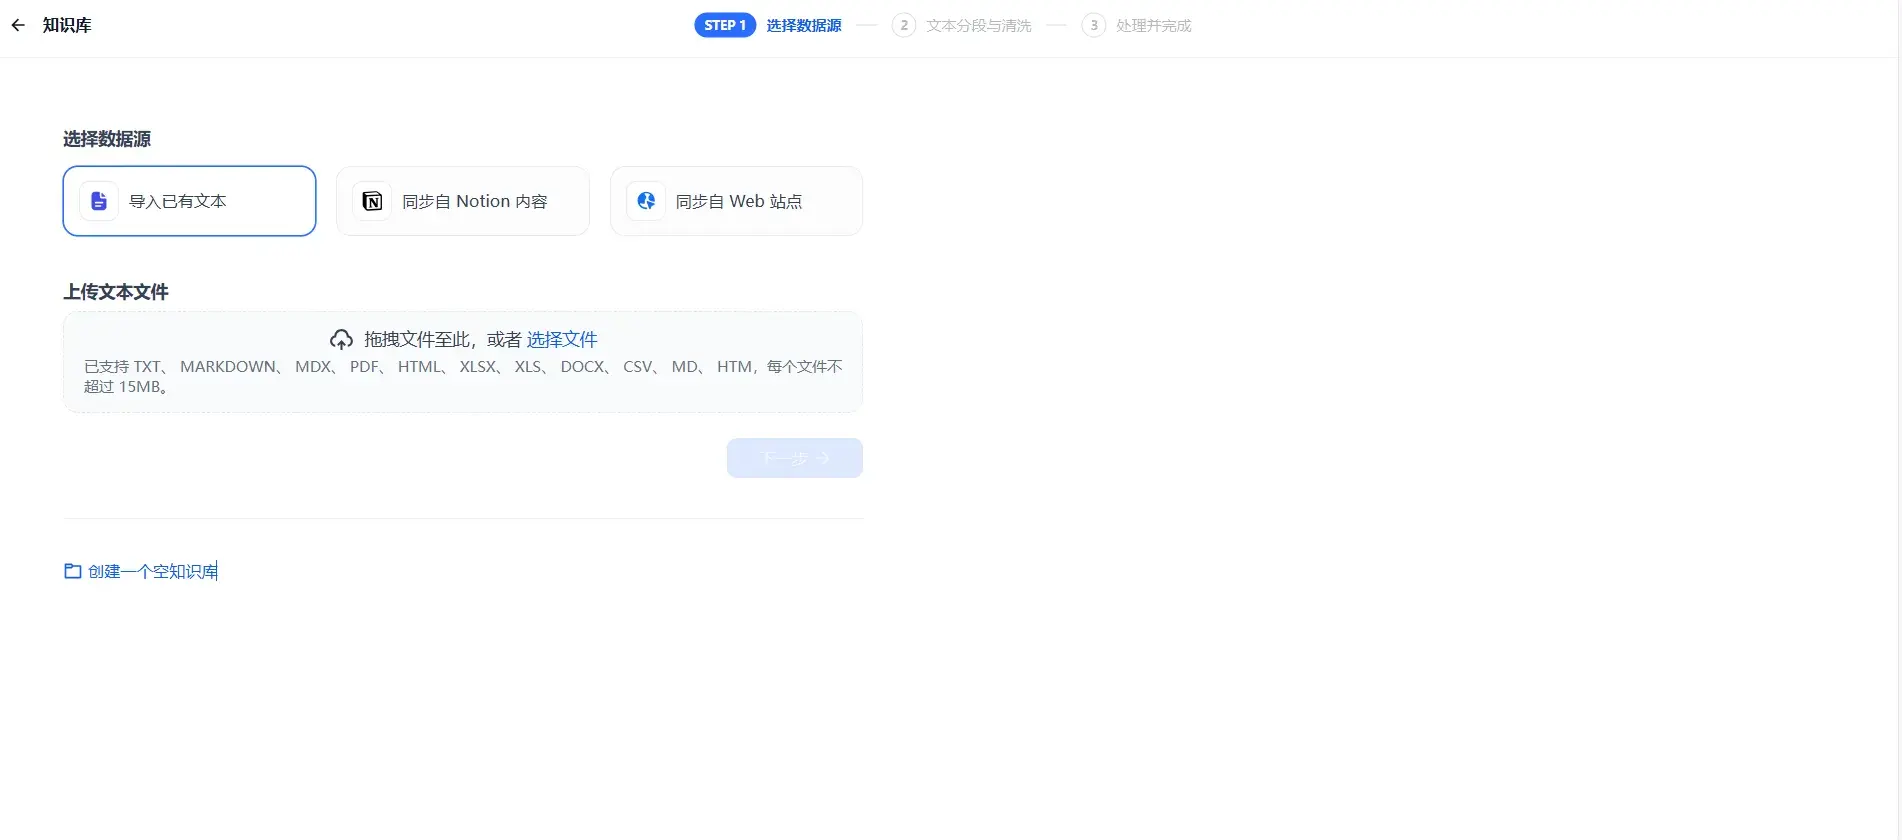 知识库
STEP 1 选择数据源 2 文本分段与清洗 3 处理并完成
选择数据源
导入已有文本
同步自 Notion 内容
同步自 Web 站点
上传文本文件
拖拽文件至此，或者 选择文件
已支持 TXT、 MARKDOWN、 MDX、 PDF、 HTML、 XLSX、 XLS、 DOCX、 CSV、 MD、 HTM，每个文件不
超过 15MB。
下一步
创建一个空知识库